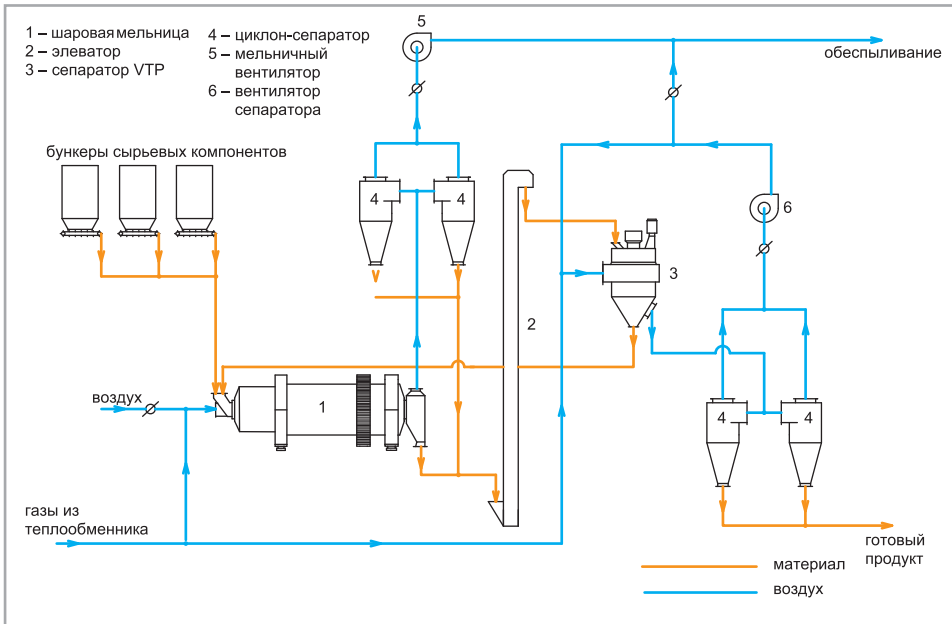 1 – шаровая мельница
2 – элеватор
3 – сепаратор VTP
4 – циклон-сепаратор
5 – мельничный
вентилятор
6 – вентилятор
сепаратора
5
обеспыливание
бункеры сырьевых компонентов
4
4
6
3
2
1
воздух
4
4
газы из
теплообменника
готовый
продукт
материал
воздух